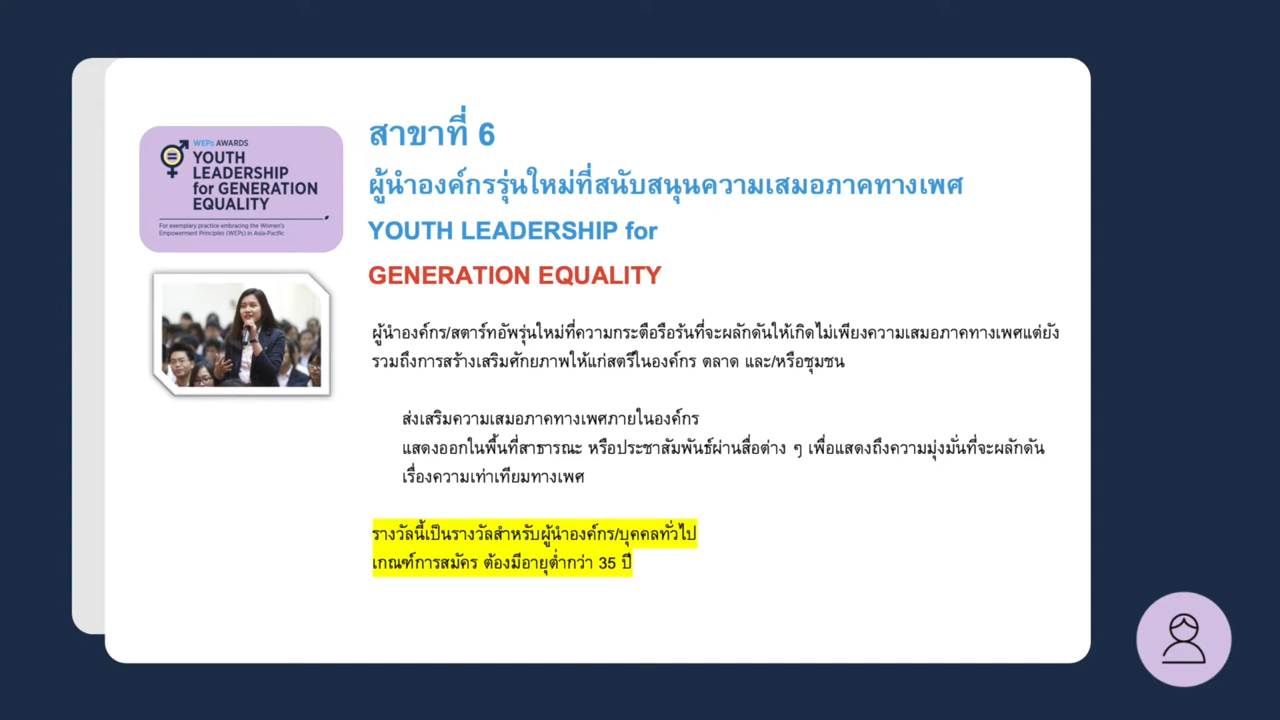 WEPs AWARDS
YOUTH
LEADERSHIP
for GENERATION
EQUALITY
For exemplary practice embracing the Women's
Empowerment Principles (WEPs) in Asia-Pacific
สาขาที่ 6
ผู้นำองค์กรรุ่นใหม่ที่สนับสนุนความเสมอภาคทางเพศ
YOUTH LEADERSHIP for
GENERATION EQUALITY
ผู้นำองค์กร/สตาร์ทอัพรุ่นใหม่ที่ความกระตือรือรันที่จะผลักดันให้เกิดไม่เพียงความเสมอภาคทางเพศแต่ยัง
รวมถึงการสร้างเสริมศักยภาพให้แก่สตรีในองค์กร ตลาด และ/หรือชุมชน
ส่งเสริมความเสมอภาคทางเพศภายในองค์กร
แสดงออกในพื้นที่สาธารณะ หรือประชาสัมพันธ์ผ่านสื่อต่าง ๆ เพื่อแสดงถึงความมุ่งมั่นที่จะผลักดัน
เรื่องความเท่าเทียมทางเพศ
รางวัลนี้เป็นรางวัลสำหรับผู้นำองค์กร/บุคคลทั่วไป
เกณฑ์การสมัคร ต้องมีอายุต่ำกว่า 35 ปี